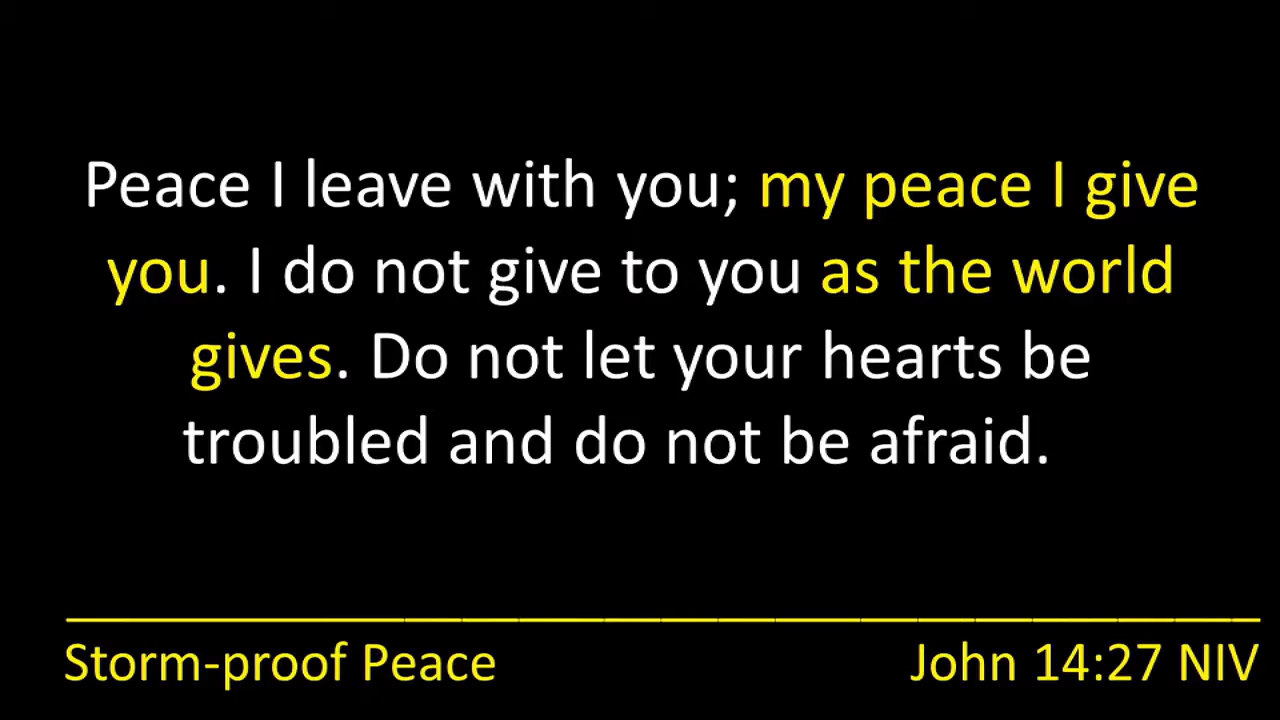 Peace I leave with you; my peace I give
you. I do not give to you as the world
gives. Do not let your hearts be
troubled and do not be afraid.
Storm-proof Peace
John 14:27 NIV